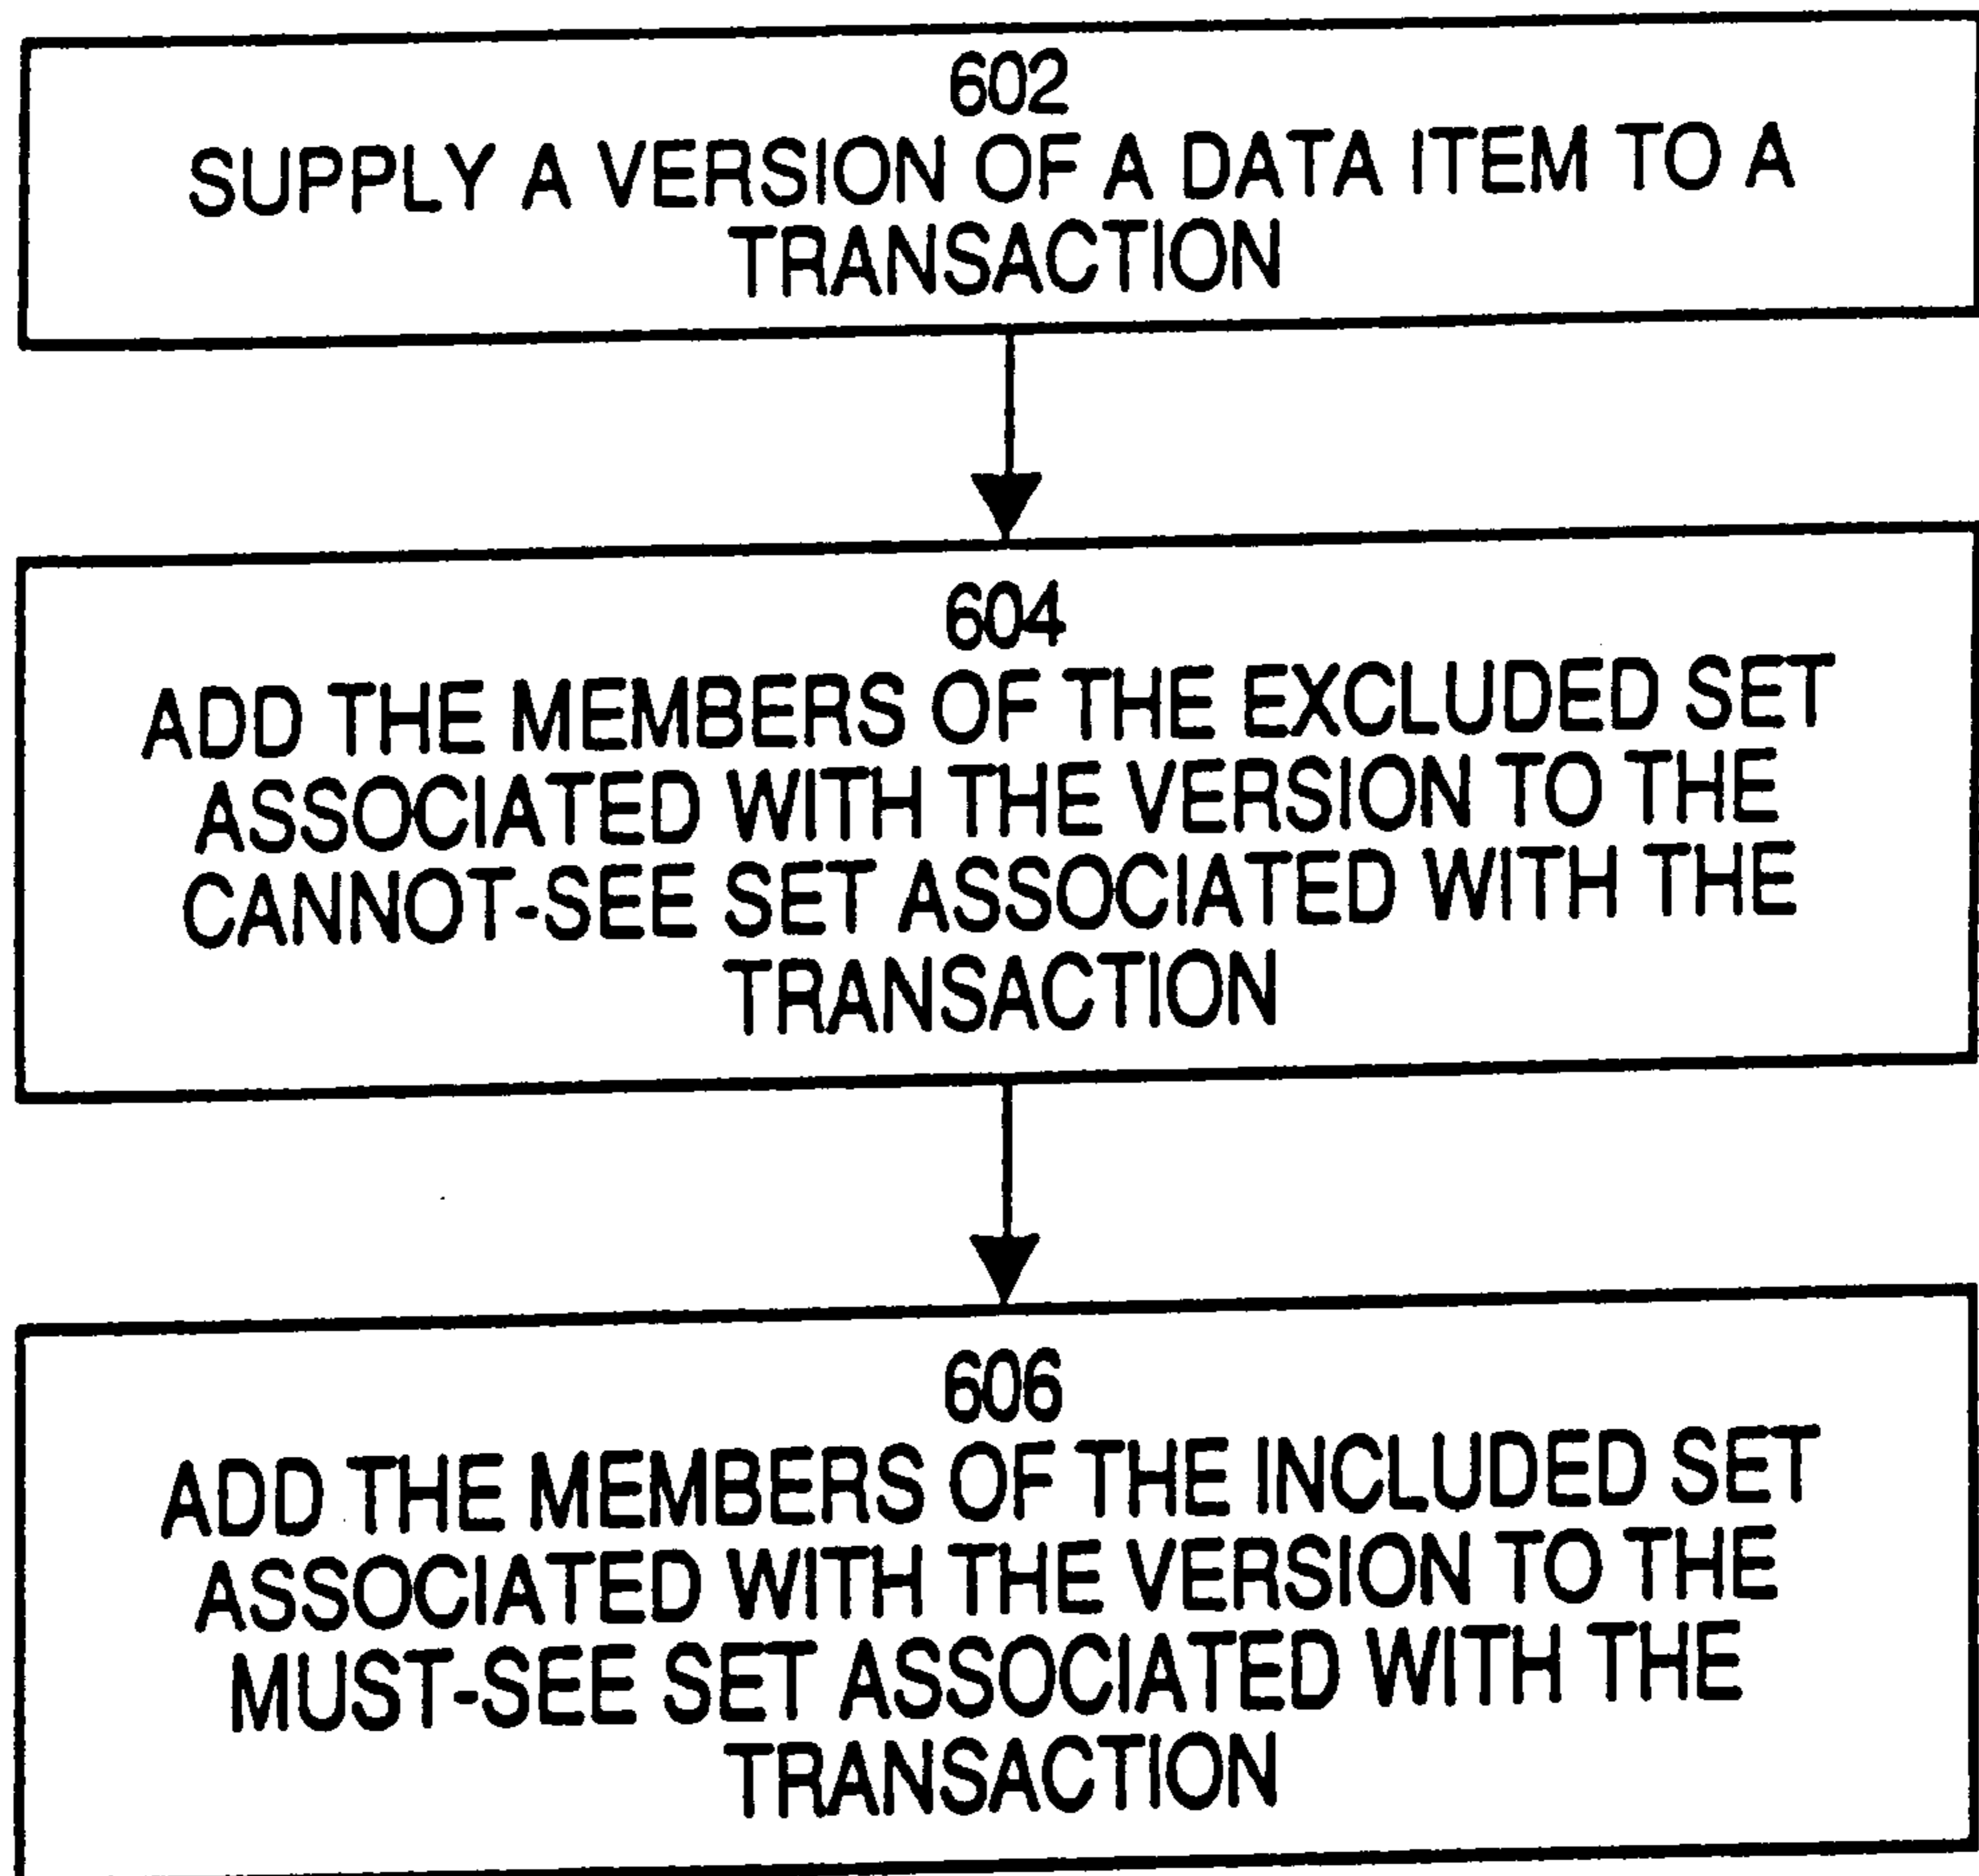 602
SUPPLY A VERSION OF A DATA ITEM TO A
TRANSACTION
604
ADD THE MEMBERS OF THE EXCLUDED SET
ASSOCIATED WITH THE VERSION TO THE
CANNOT-SEE SET ASSOCIATED WITH THE
TRANSACTION
606
ADD THE MEMBERS OF THE INCLUDED SET
ASSOCIATED WITH THE VERSION TO THE
MUST-SEE SET ASSOCIATED WITH THE
TRANSACTION